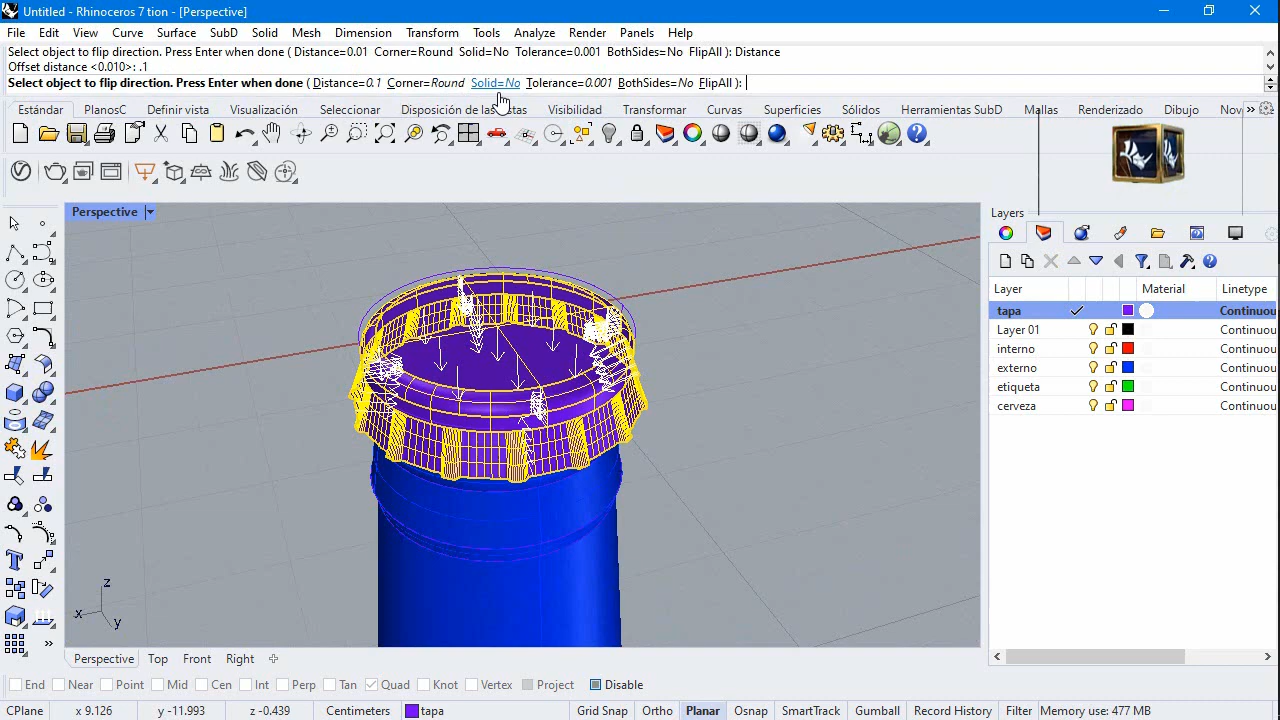 Untitled - Rhinoceros 7 tion - [Perspective]
File Edit View Curve Surface SubD Solid Mesh Dimension Transform Tools Analyze Render Panels Help
Select object to flip direction. Press Enter when done ( Distance=0.01 Corner=Round Solid=No Tolerance=0.001 BothSides=No FlipAll ): Distance
Offset distance <0.010>: .1
Select object to flip direction. Press Enter when done ( Distance=0.1 Corner=Round Solid=No Tolerance=0.001 BothSides=No FlipAll ):
Estándar PlanosC Definir vista Visualización Seleccionar Disposición de las etas Visibilidad Transformar Curvas Superficies Sólidos Herramientas SubD Mallas Renderizado Dibujo Nov
Perspective
Layers
Layer Material Linetype
tapa Continuou
Layer 01 Continuou
interno Continuou
externo Continuou
etiqueta Continuou
cerveza Continuou
z
x
y
Perspective Top Front Right
End Near Point Mid Cen Int Perp Tan Quad Knot Vertex Project Disable
CPlane x 9.126 y -11.993 z -0.439 Centimeters tapa Grid Snap Ortho Planar Osnap SmartTrack Gumball Record History Filter Memory use: 477 MB